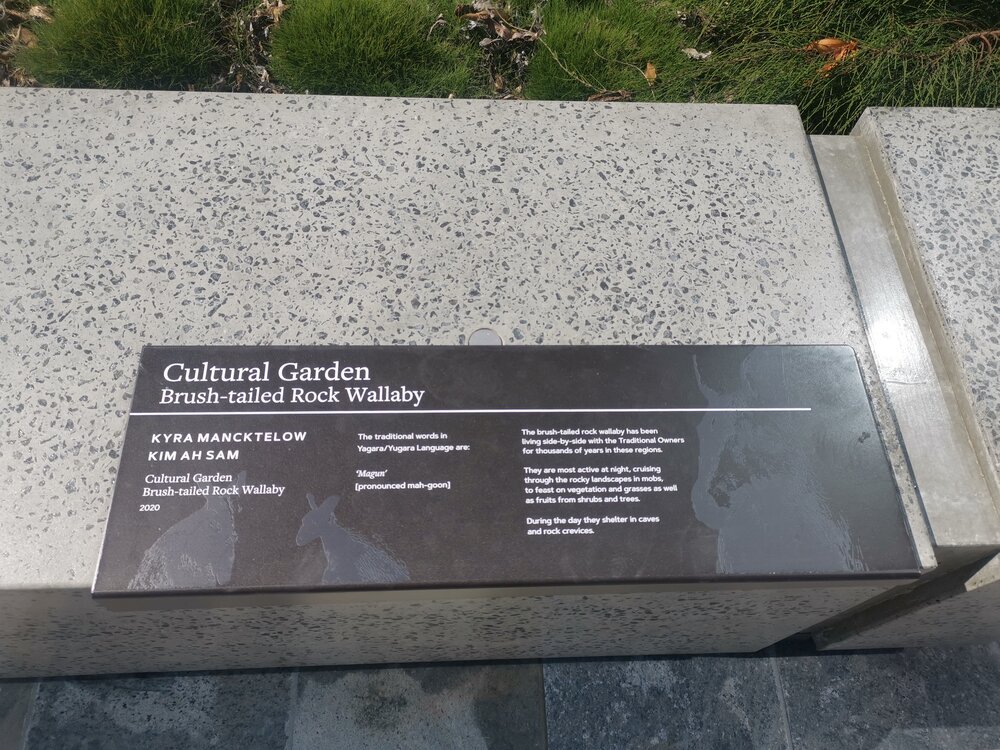 Cultural Garden
Brush-tailed Rock Wallaby
KYRA MANCKTELOW
KIM AH SAM
Cultural Garden
Brush-tailed Rock Wallaby
2020
The traditional words in
Yagara/Yugara Language are:
'Magun'
[pronounced mah-goon]
The brush-tailed rock wallaby has been
living side-by-side with the Traditional Owners
for thousands of years in these regions.
They are most active at night, cruising
through the rocky landscapes in mobs,
to feast on vegetation and grasses as well
as fruits from shrubs and trees.
During the day they shelter in caves
and rock crevices.